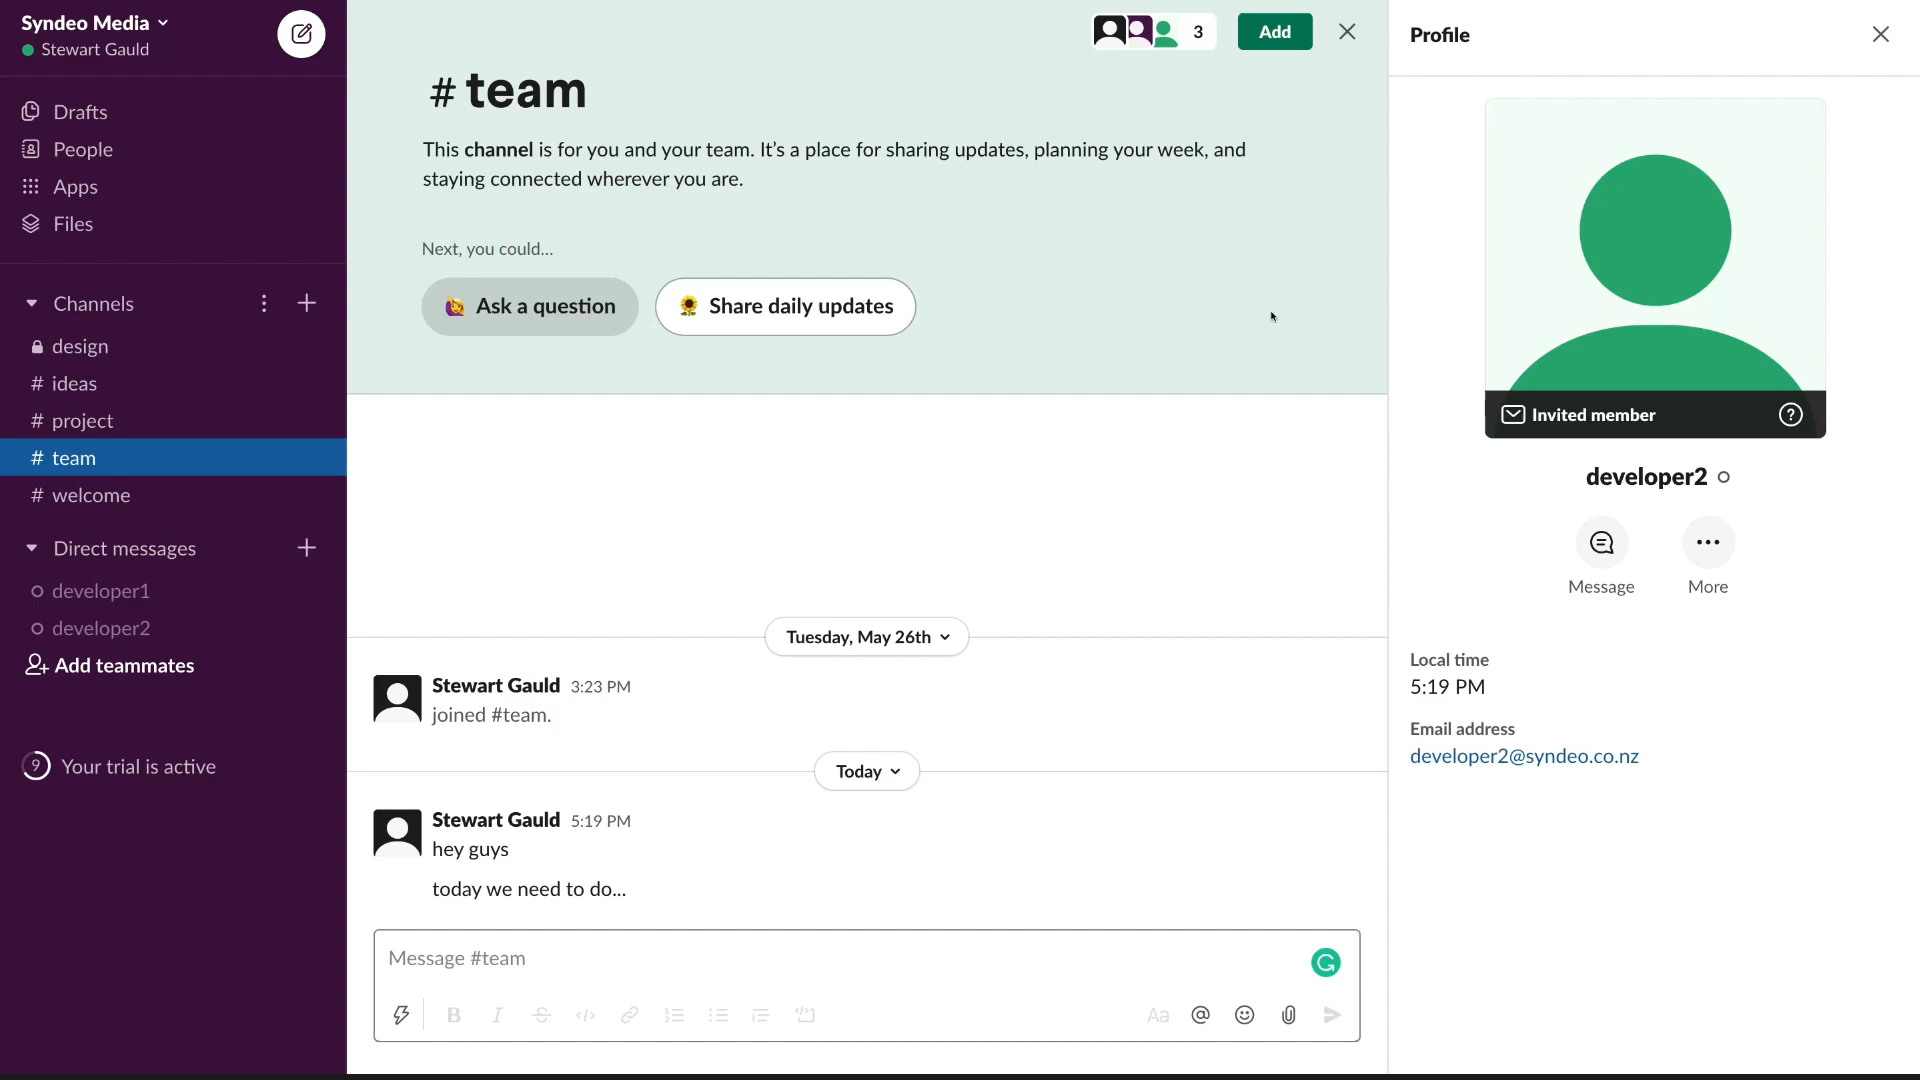 Syndeo Media
Stewart Gauld
Drafts
People
Apps
Files
Channels
design
# ideas
# project
# team
# welcome
Direct messages
developer1
developer2
Add teammates
9 Your trial is active
3
Add
# team
This channel is for you and your team. It’s a place for sharing updates, planning your week, and
staying connected wherever you are.
Next, you could...
Ask a question
Share daily updates
Tuesday, May 26th
Stewart Gauld 3:23 PM
joined #team.
Today
Stewart Gauld 5:19 PM
hey guys
today we need to do...
Message #team
B I S </> Aa @
Profile
Invited member ?
developer2
Message
More
Local time
5:19 PM
Email address
developer2@syndeo.co.nz